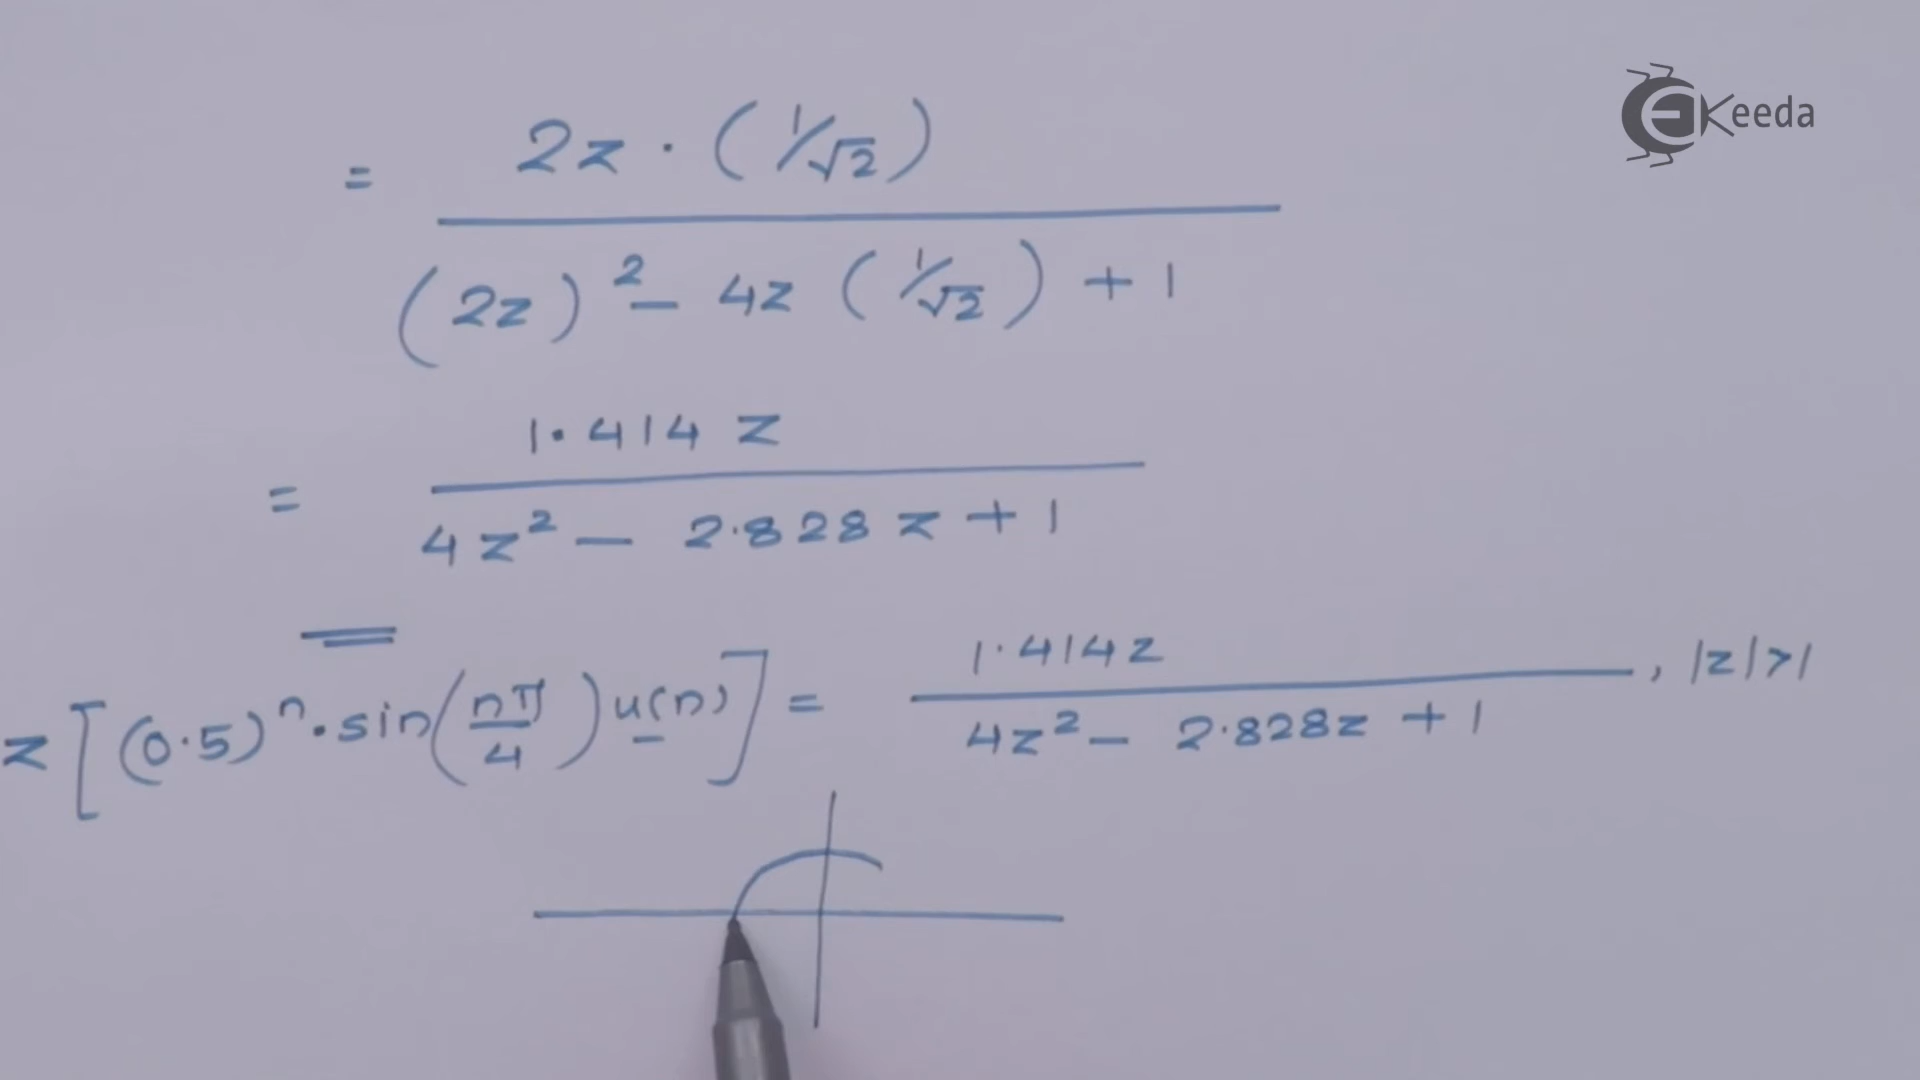 EKeeda
= 2z · (1/√2)
(2z)² - 4z (1/√2) + 1
= 1.414 z
4z² - 2.828 z + 1
z [(0.5)ⁿ · sin(nπ/4) u(n)] = 1.414z / 4z² - 2.828z + 1 , |z|>1